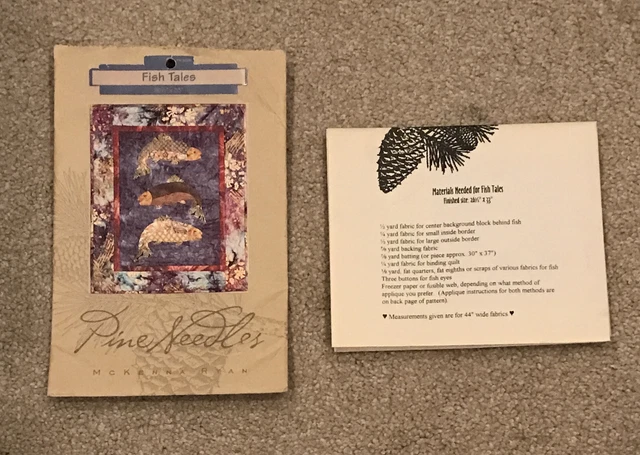 Fish Tales
Pine Needles
McKenna Ryan
Materials Needed for Fish Tales
Finished size: x 33"
yard fabric for center background block behind fish
yard fabric for small inside border
yard fabric for large outside border
yard backing fabric
yard batting (or piece approx. 30" x 37")
yard fabric for binding quilt
yard, fat quarters, fat eighths or scraps of various fabrics for fish
Three buttons for fish eyes
Freezer paper or fusible web, depending on what method of
applique you prefer. (Applique instructions for both methods are
on back page of pattern)
♥ Measurements given are for 44" wide fabrics ♥